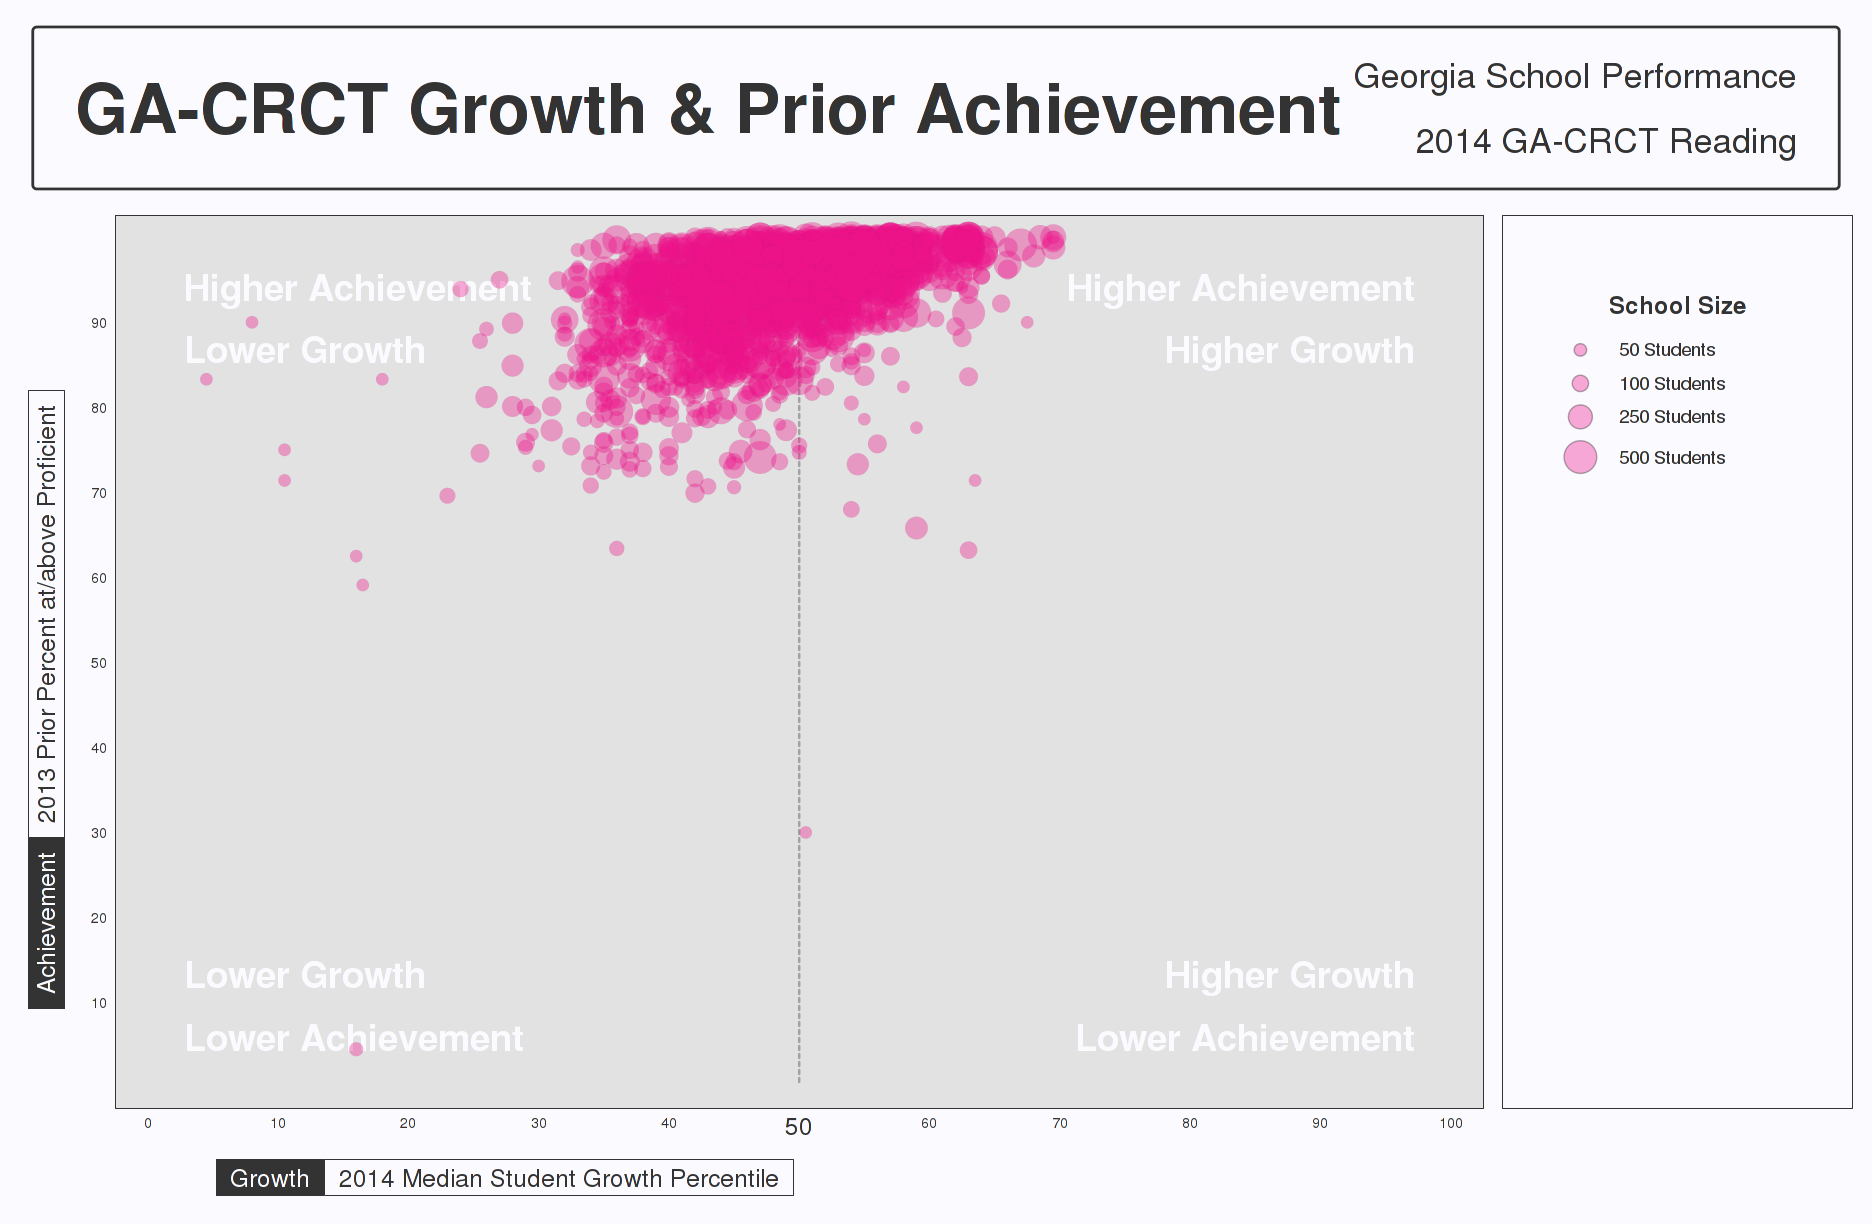 GA-CRCT Growth & Prior Achievement
Georgia School Performance
2014 GA-CRCT Reading
Higher Achievement
Lower Growth
Higher Achievement
Higher Growth
Lower Growth
Lower Achievement
Higher Growth
Lower Achievement
90
80
70
60
50
40
30
20
10
Achievement 2013 Prior Percent at/above Proficient
0 10 20 30 40 50 60 70 80 90 100
Growth 2014 Median Student Growth Percentile
School Size
50 Students
100 Students
250 Students
500 Students